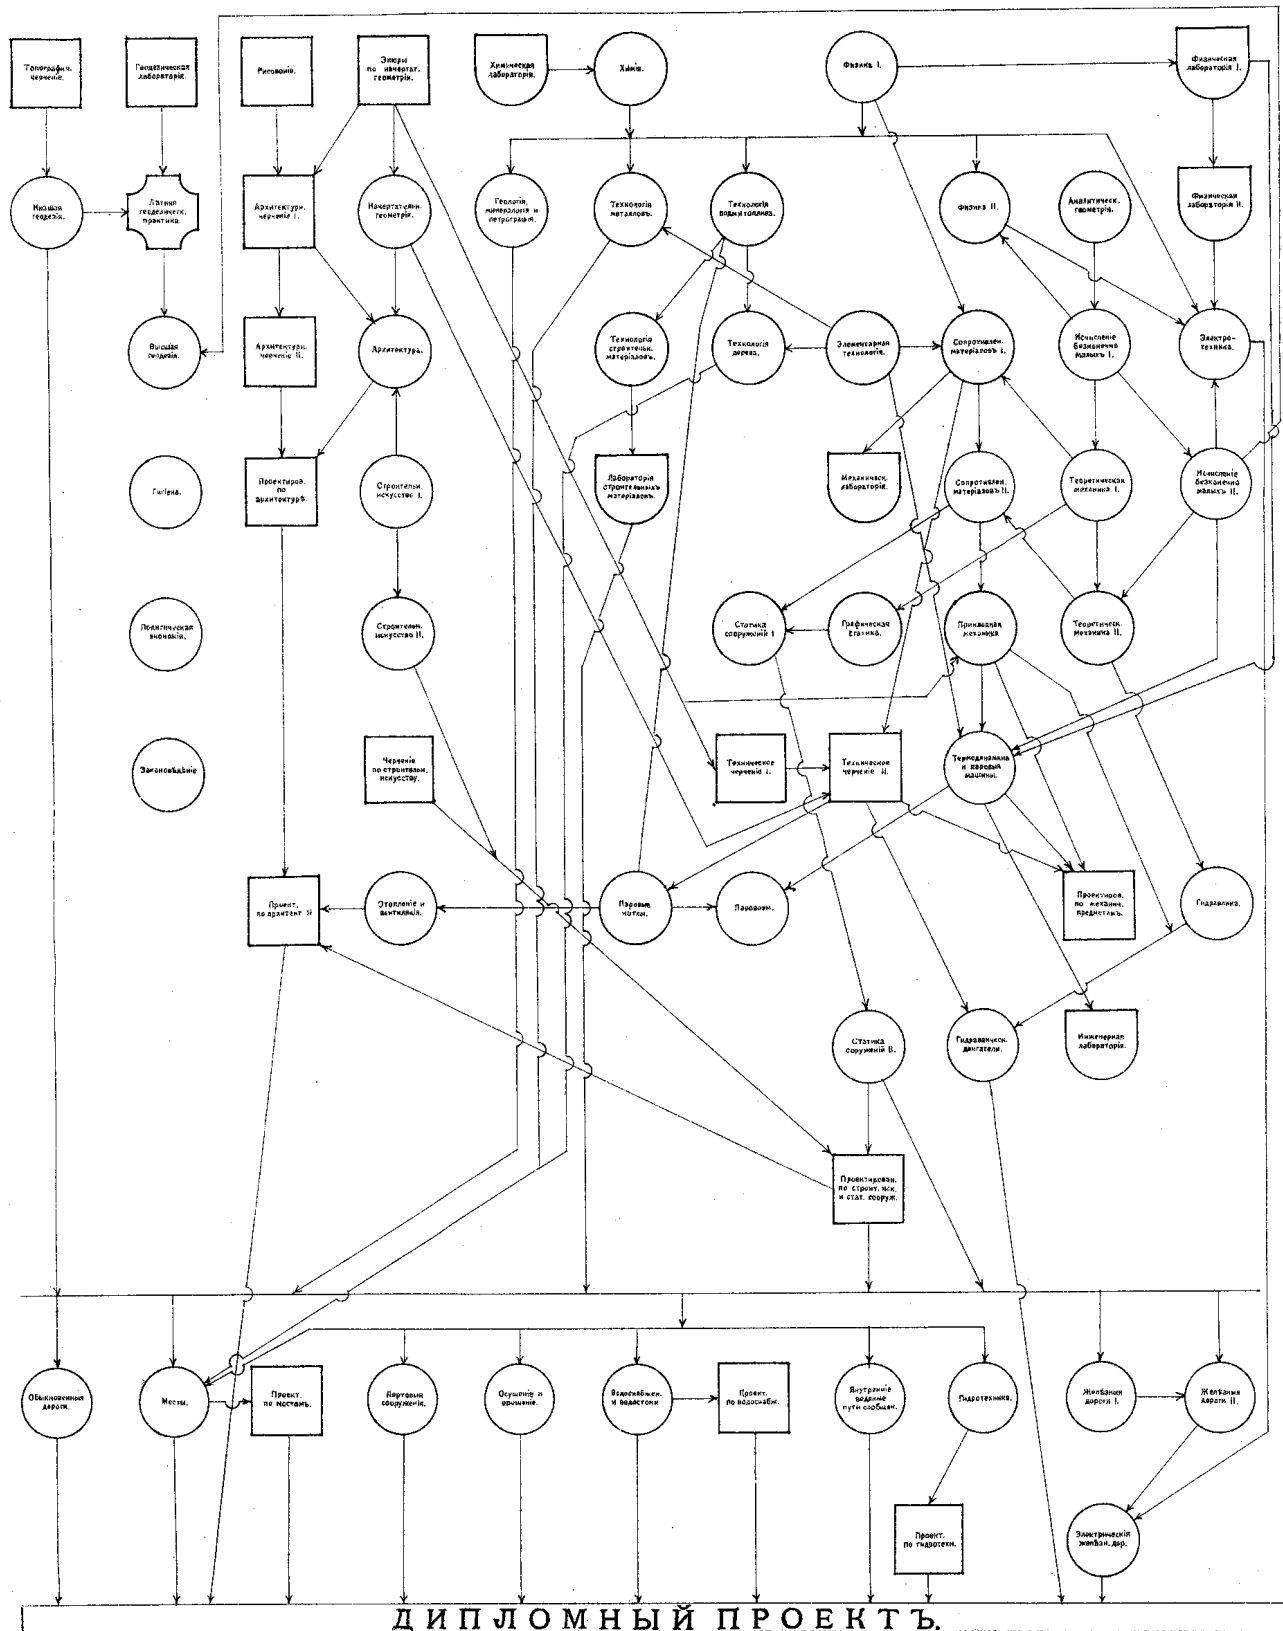 Топографич.
черченіе.
Геодезическая
лабораторія.
Рисованіе.
Эпюры
по начертат.
геометріи.
Химическая
лабораторія.
Химія.
Физика I.
Физическая
лабораторія I.
Низшая
геодезія.
Лѣтняя
геодезическ.
практика.
Архитектурн.
черченіе I.
Начертательн.
геометрія.
Геологія,
минералогія и
петрографія.
Технологія
металловъ.
Технологія
воды и топлива.
Физика II.
Аналитическ.
геометрія.
Физическая
лабораторія II.
Высшая
геодезія.
Архитектурн.
черченіе II.
Архитектура.
Технологія
строительн.
матеріаловъ.
Технологія
дерева.
Элементарная
технологія.
Сопротивлен.
матеріаловъ I.
Исчисленіе
безконечно
малыхъ I.
Электро-
техника.
Гигіена.
Проектиров.
по
архитектурѣ.
Строительн.
искусство I.
Лабораторія
строительныхъ
матеріаловъ.
Механическ.
лабораторія.
Сопротивлен.
матеріаловъ II.
Теоретическая
механика I.
Исчисленіе
безконечно
малыхъ II.
Политическая
экономія.
Строительн.
искусство II.
Статика
сооруженій I
Графическая
статика.
Прикладная
механика
Теоретическ.
механика II.
Законовѣдѣніе
Черченіе
по строительн.
искусству.
Техническое
черченіе I.
Техническое
черченіе II.
Термодинамика
и паровыя
машины.
Проект.
по архитект. II
Отопленіе и
вентиляція.
Паровые
котлы.
Паровозы.
Проектиров.
по механич.
предметамъ.
Гидравлика.
Статика
сооруженій II.
Гидравлическ.
двигатели.
Инженерная
лабораторія.
Проектирован.
по строит. иск.
и стат. сооруж.
Обыкновенныя
дороги.
Мосты.
Проект.
по мостамъ.
Портовыя
сооруженія.
Осушеніе и
орошеніе.
Водоснабжен.
и водостоки
Проект.
по водоснабж.
Внутренніе
водяные
пути сообщен.
Гидротехника.
Желѣзныя
дороги I.
Желѣзныя
дороги II.
Проект.
по гидротехн.
Электрическія
желѣзн. дор.
ДИПЛОМНЫЙ ПРОЕКТЪ.